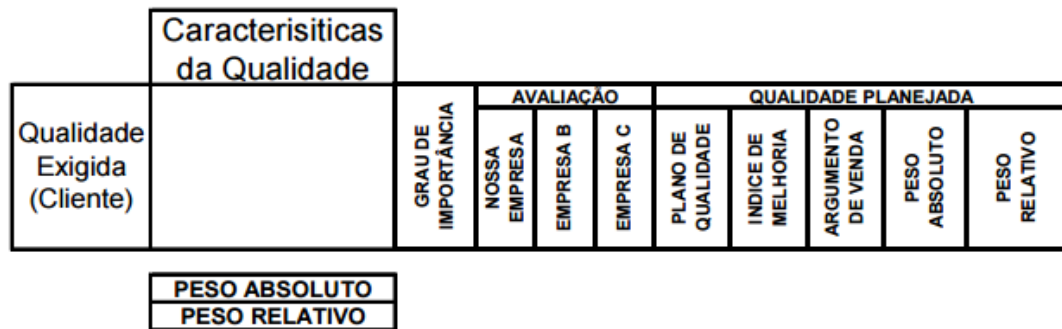 Caracterisiticas
da Qualidade
Qualidade
Exigida
(Cliente)
GRAU DE
IMPORTÂNCIA
AVALIAÇÃO
NOSSA
EMPRESA
EMPRESA B
EMPRESA C
QUALIDADE PLANEJADA
PLANO DE
QUALIDADE
INDICE DE
MELHORIA
ARGUMENTO
DE VENDA
PESO
ABSOLUTO
PESO
RELATIVO
PESO ABSOLUTO
PESO RELATIVO